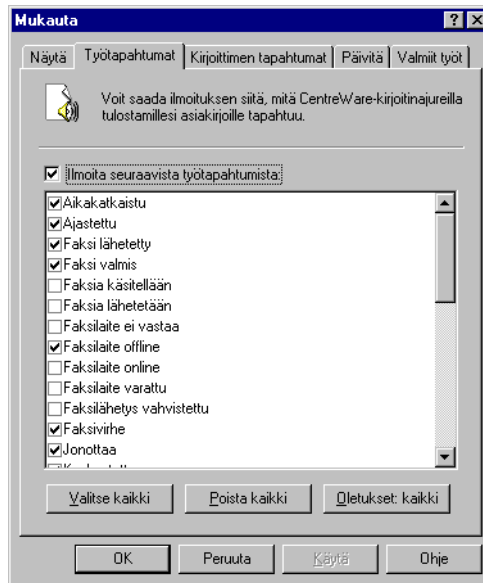 Mukauta
Näytä Työtapahtumat Kirjoittimen tapahtumat Päivitä Valmiit työt
Voit saada ilmoituksen siitä, mitä CentreWare-kirjoitinajureilla
tulostamillesi asiakirjoille tapahtuu.
Ilmoita seuraavista työtapahtumista:
Aikakatkaistu
Ajastettu
Faksi lähetetty
Faksi valmis
Faksia käsitellään
Faksia lähetetään
Faksilaite ei vastaa
Faksilaite offline
Faksilaite online
Faksilaite varattu
Faksilähetys vahvistettu
Faksivirhe
Jonottaa
Valitse kaikki Poista kaikki Oletukset: kaikki
OK Peruuta Käytä Ohje